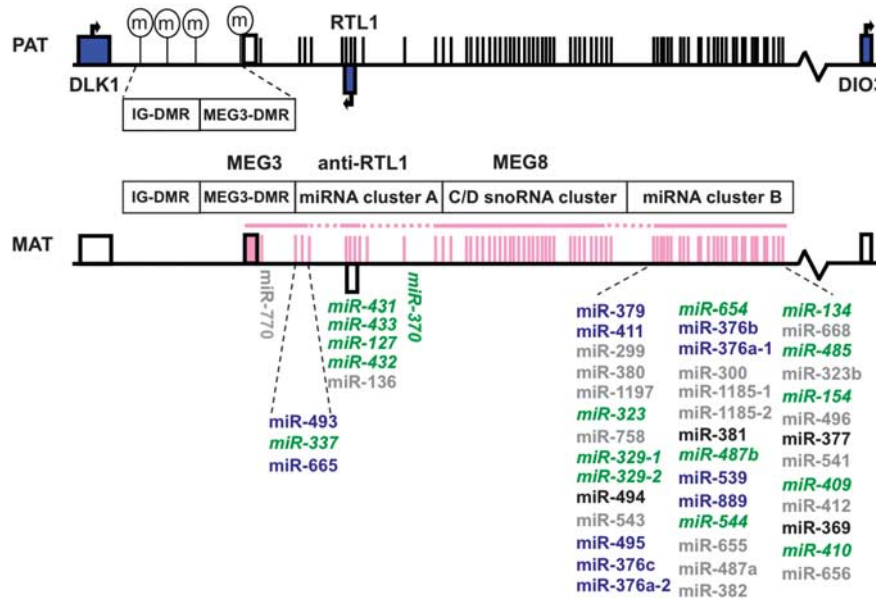 m m m m
RTL1
PAT
DLK1
DIO3
IG-DMR MEG3-DMR
MEG3 anti-RTL1 MEG8
IG-DMR MEG3-DMR miRNA cluster A C/D snoRNA cluster miRNA cluster B
MAT
miR-770
miR-431
miR-433
miR-127
miR-432
miR-136
miR-370
miR-493
miR-337
miR-665
miR-379
miR-411
miR-299
miR-380
miR-1197
miR-323
miR-758
miR-329-1
miR-329-2
miR-494
miR-543
miR-495
miR-376c
miR-376a-2
miR-654
miR-376b
miR-376a-1
miR-300
miR-1185-1
miR-1185-2
miR-381
miR-487b
miR-539
miR-889
miR-544
miR-655
miR-487a
miR-382
miR-134
miR-668
miR-485
miR-323b
miR-154
miR-496
miR-377
miR-541
miR-409
miR-412
miR-369
miR-410
miR-656